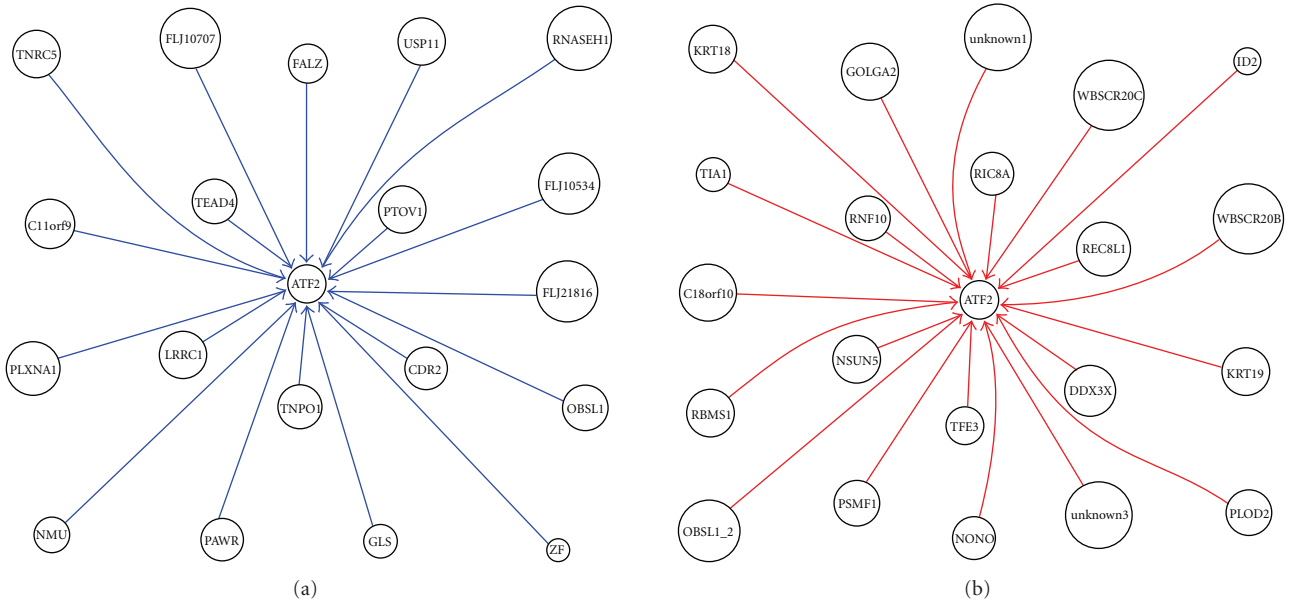 TNRC5
FLJ10707
FALZ
USP11
RNASEH1
TEAD4
PTOV1
FLJ10534
C11orf9
ATF2
FLJ21816
PLXNA1
LRRC1
CDR2
TNPO1
OBSL1
NMU
PAWR
GLS
ZF
(a)
KRT18
GOLGA2
unknown1
WBSCR20C
ID2
TIA1
RIC8A
RNF10
WBSCR20B
REC8L1
C18orf10
ATF2
NSUN5
KRT19
DDX3X
RBMS1
TFE3
PSMF1
OBSL1_2
NONO
unknown3
PLOD2
(b)